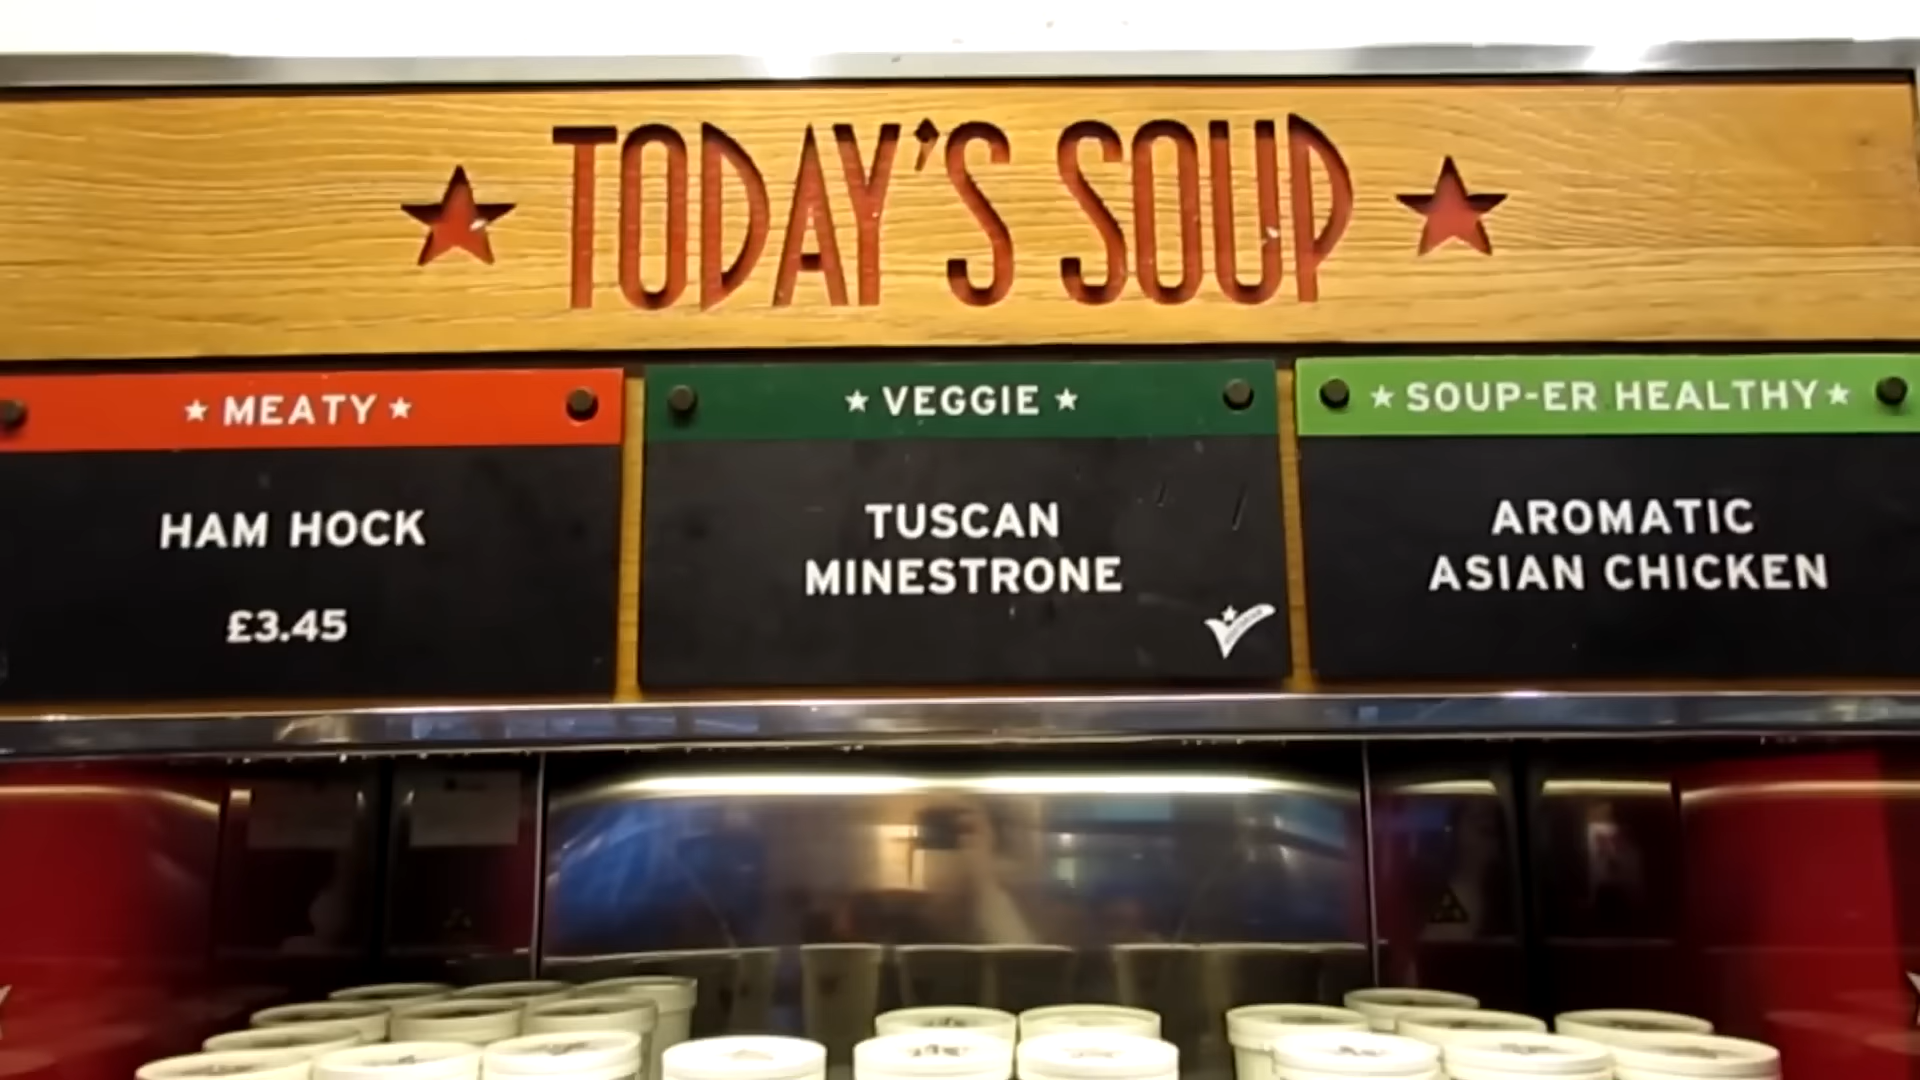 TODAY'S SOUP
MEATY
HAM HOCK
£3.45
VEGGIE
TUSCAN
MINESTRONE
SOUP-ER HEALTHY
AROMATIC
ASIAN CHICKEN